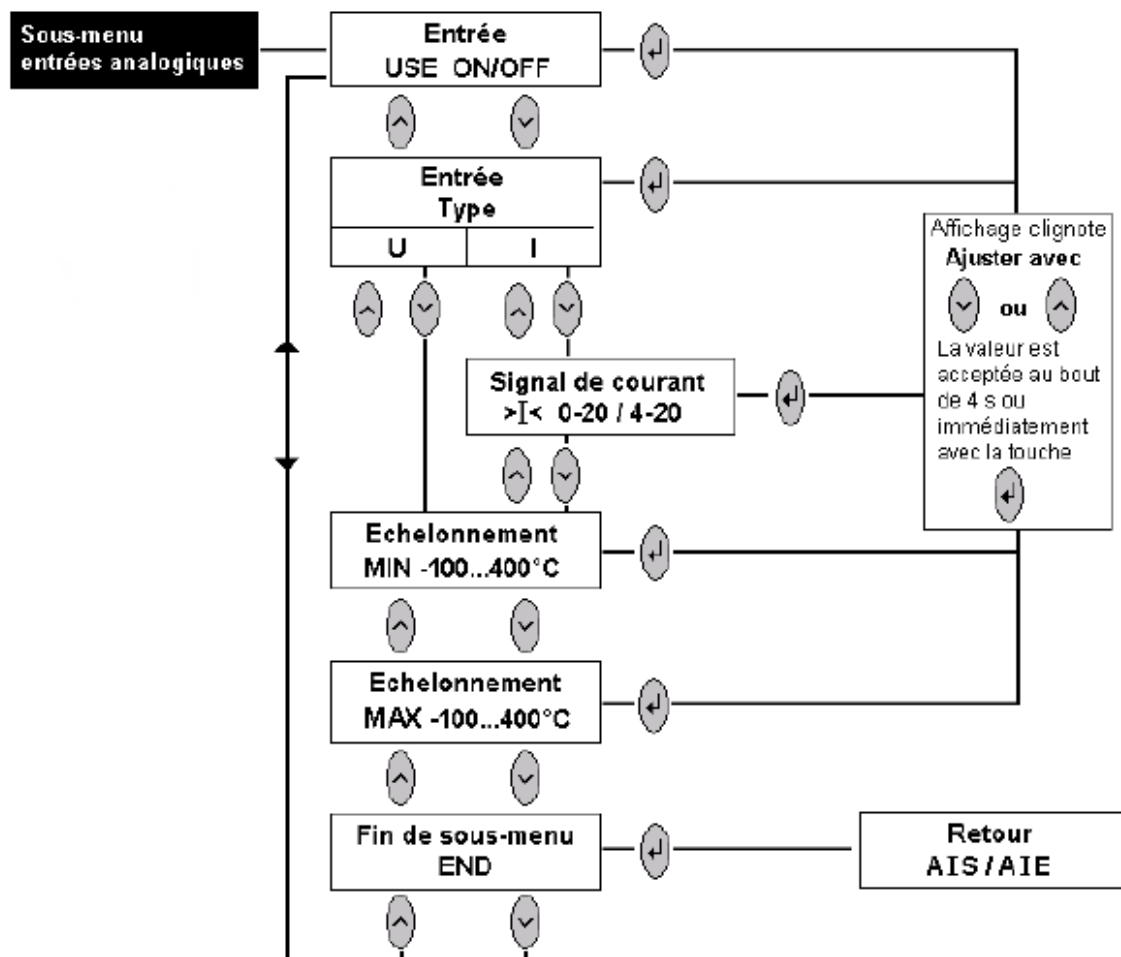 Sous-menu
entrées analogiques
Entrée
USE ON/OFF
Entrée
Type
U I
Affichage clignote
Ajuster avec
ou
La valeur est
acceptée au bout
de 4 s ou
immédiatement
avec la touche
Signal de courant
>I< 0-20 / 4-20
Echelonnement
MIN -100...400°C
Echelonnement
MAX -100...400°C
Fin de sous-menu
END
Retour
AIS / AIE